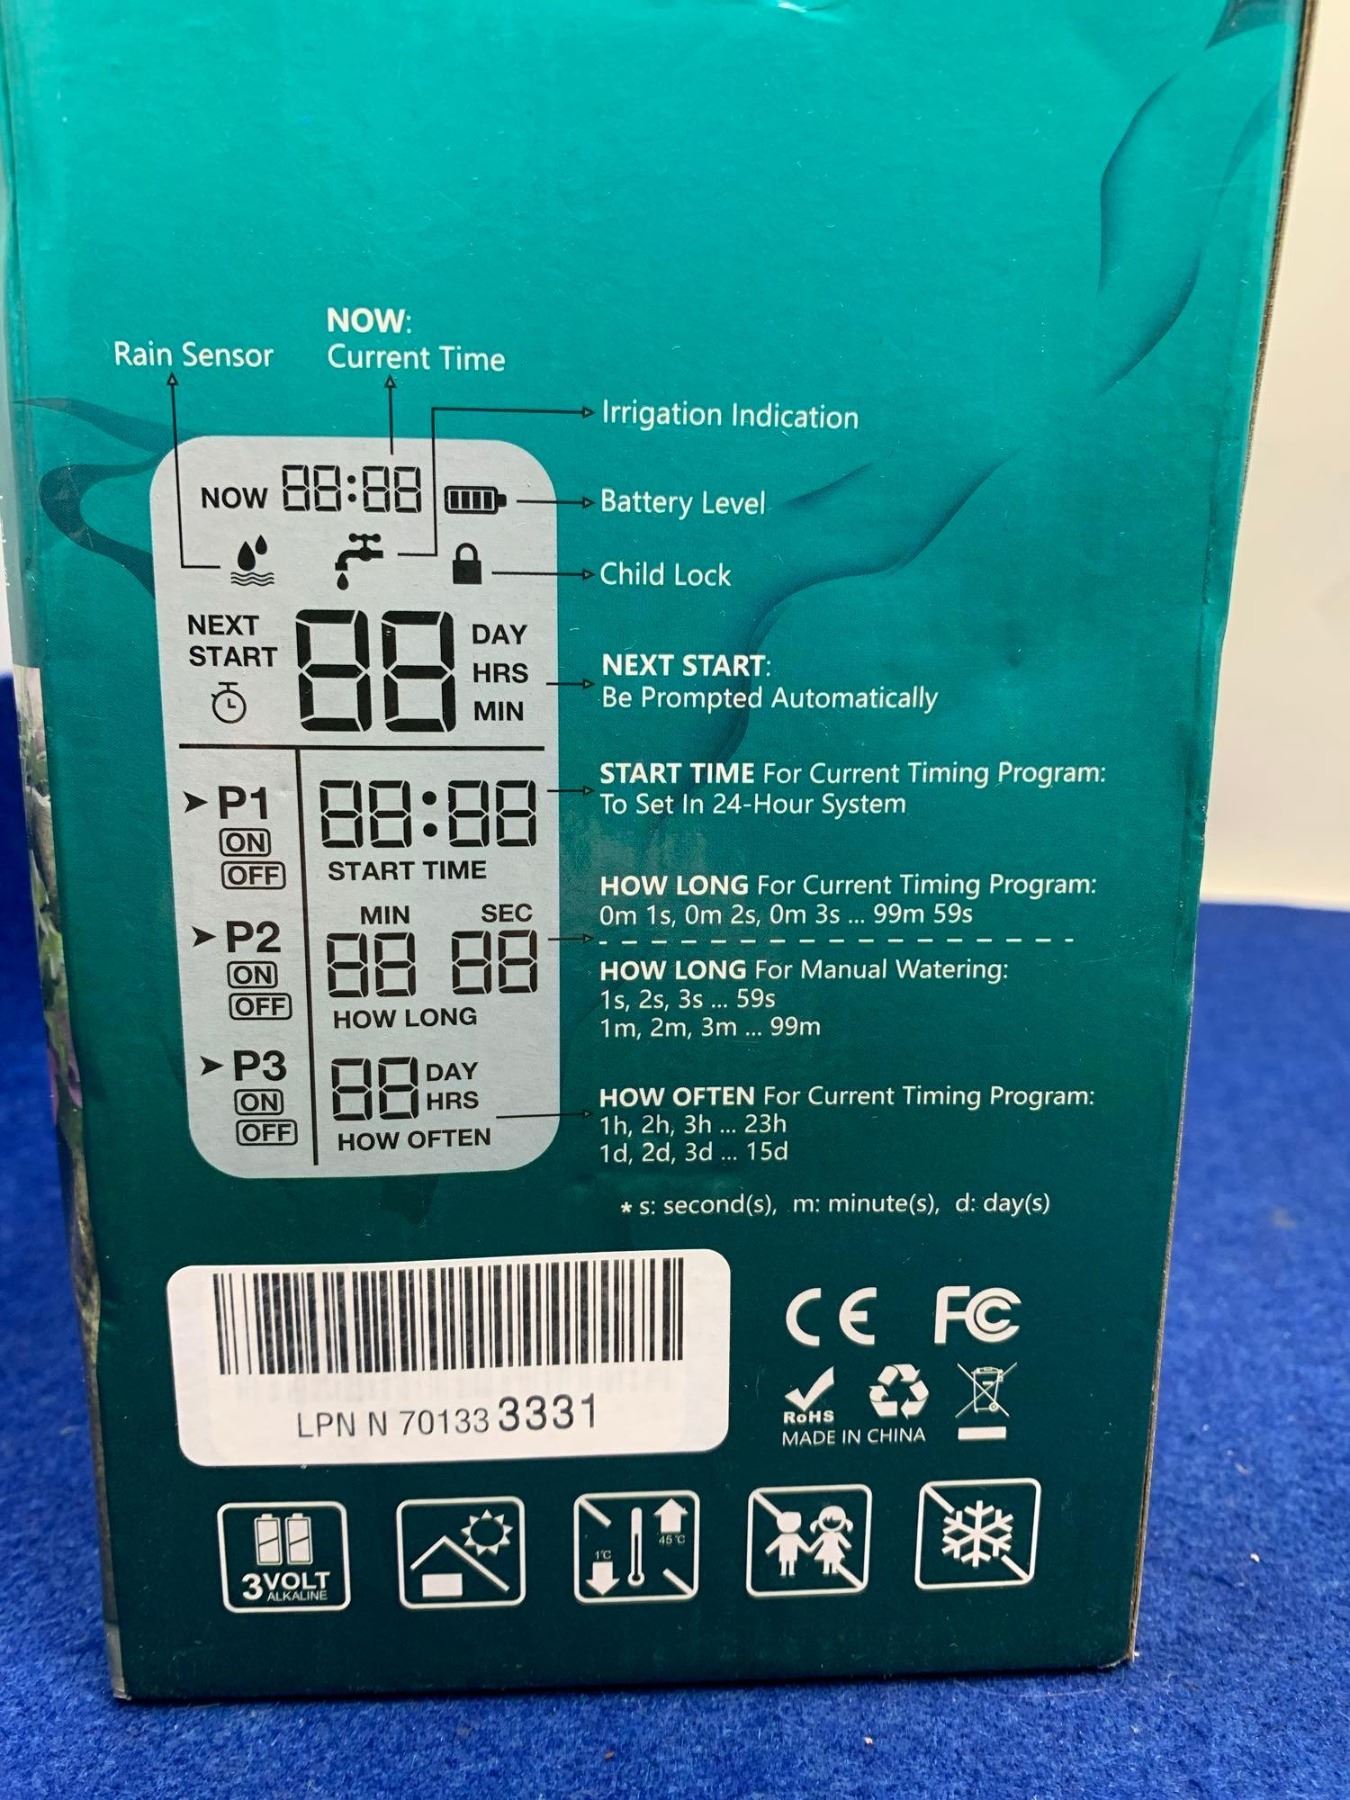 NOW:
Current Time
Rain Sensor
Irrigation Indication
NOW 88:88
Battery Level
Child Lock
NEXT
START
88
DAY
HRS
MIN
NEXT START:
Be Prompted Automatically
P1
ON
OFF
88:88
START TIME
START TIME For Current Timing Program:
To Set In 24-Hour System
P2
ON
OFF
MIN SEC
88 88
HOW LONG
HOW LONG For Current Timing Program:
0m 1s, 0m 2s, 0m 3s ... 99m 59s
HOW LONG For Manual Watering:
1s, 2s, 3s ... 59s
1m, 2m, 3m ... 99m
P3
ON
OFF
88 DAY
HRS
HOW OFTEN
HOW OFTEN For Current Timing Program:
1h, 2h, 3h ... 23h
1d, 2d, 3d ... 15d
* s: second(s), m: minute(s), d: day(s)
LPN N 70133 3331
CE FC
RoHS
MADE IN CHINA
3VOLT
ALKALINE
1°C
45°C